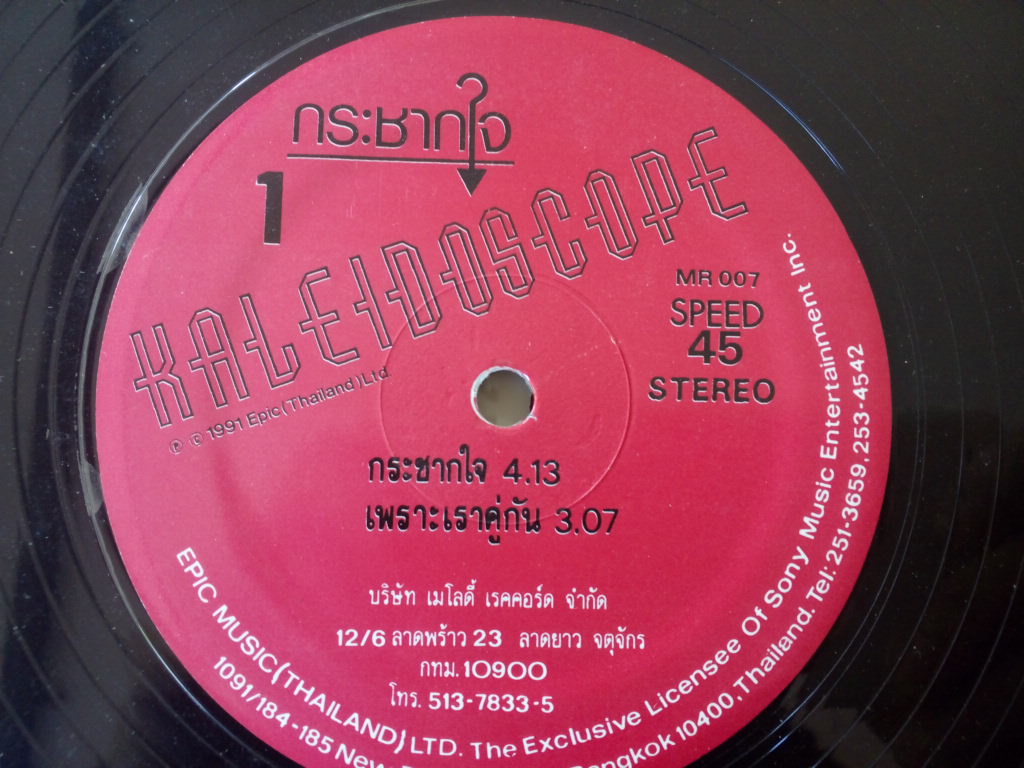 กระชากใจ
1
KALEIDOSCOPE
MR 007
SPEED
45
STEREO
℗ © 1991 Epic (Thailand) Ltd.
กระชากใจ 4.13
เพราะเราคู่กัน 3.07
บริษัท เมโลดี้ เรคคอร์ด จำกัด
12/6 ลาดพร้าว 23 ลาดยาว จตุจักร
กทม. 10900
โทร. 513-7833-5
EPIC MUSIC (THAILAND) LTD. The Exclusive Licensee Of Sony Music Entertainment Inc.
1091/184-185 New Bangkok 10400, Thailand. Tel: 251-3659, 253-4542